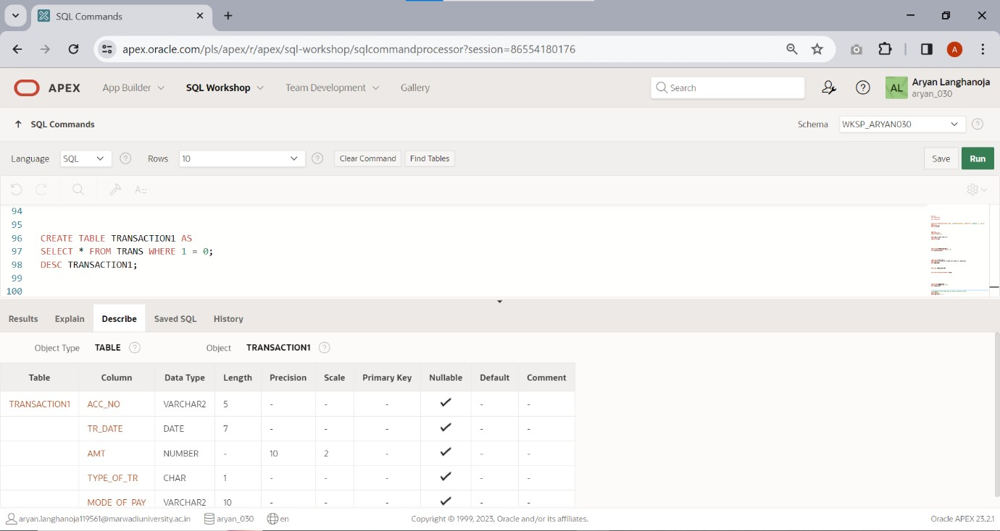 SQL Commands
apex.oracle.com/pls/apex/r/apex/sql-workshop/sqlcommandprocessor?session=86554180176
A
APEX App Builder SQL Workshop Team Development Gallery Search AL Aryan Langhanoja
aryan_030
SQL Commands Schema WKSP_ARYAN030
Language SQL Rows 10 Clear Command Find Tables Save Run
94
95
96 CREATE TABLE TRANSACTION1 AS
97 SELECT * FROM TRANS WHERE 1 = 0;
98 DESC TRANSACTION1;
99
100
Results Explain Describe Saved SQL History
Object Type TABLE Object TRANSACTION1
Table Column Data Type Length Precision Scale Primary Key Nullable Default Comment
TRANSACTION1 ACC_NO VARCHAR2 5 - - - ✓ - -
TR_DATE DATE 7 - - - ✓ - -
AMT NUMBER - 10 2 - ✓ - -
TYPE_OF_TR CHAR 1 - - - ✓ - -
MODE_OF_PAY VARCHAR2 10 - - - ✓ - -
aryan.langhanoja119561@marwadiuniversity.ac.in aryan_030 en Copyright © 1999, 2023, Oracle and/or its affiliates. Oracle APEX 23.2.1